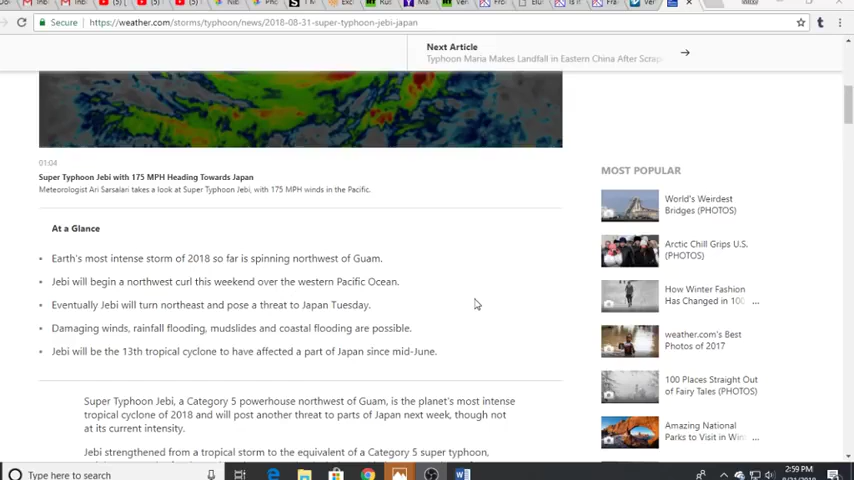 Secure https://weather.com/storms/typhoon/news/2018-08-31-super-typhoon-jebi-japan
Next Article
Typhoon Maria Makes Landfall in Eastern China After Scrap
01:04
Super Typhoon Jebi with 175 MPH Heading Towards Japan
Meteorologist Ari Sarsalari takes a look at Super Typhoon Jebi, with 175 MPH winds in the Pacific.
At a Glance
Earth's most intense storm of 2018 so far is spinning northwest of Guam.
Jebi will begin a northwest curl this weekend over the western Pacific Ocean.
Eventually Jebi will turn northeast and pose a threat to Japan Tuesday.
Damaging winds, rainfall flooding, mudslides and coastal flooding are possible.
Jebi will be the 13th tropical cyclone to have affected a part of Japan since mid-June.
Super Typhoon Jebi, a Category 5 powerhouse northwest of Guam, is the planet's most intense
tropical cyclone of 2018 and will post another threat to parts of Japan next week, though not
at its current intensity.
Jebi strengthened from a tropical storm to the equivalent of a Category 5 super typhoon,
MOST POPULAR
World's Weirdest
Bridges (PHOTOS)
Arctic Chill Grips U.S.
(PHOTOS)
How Winter Fashion
Has Changed in 100 ...
weather.com's Best
Photos of 2017
100 Places Straight Out
of Fairy Tales (PHOTOS)
Amazing National
Parks to Visit in Win ...
Type here to search
2:59 PM